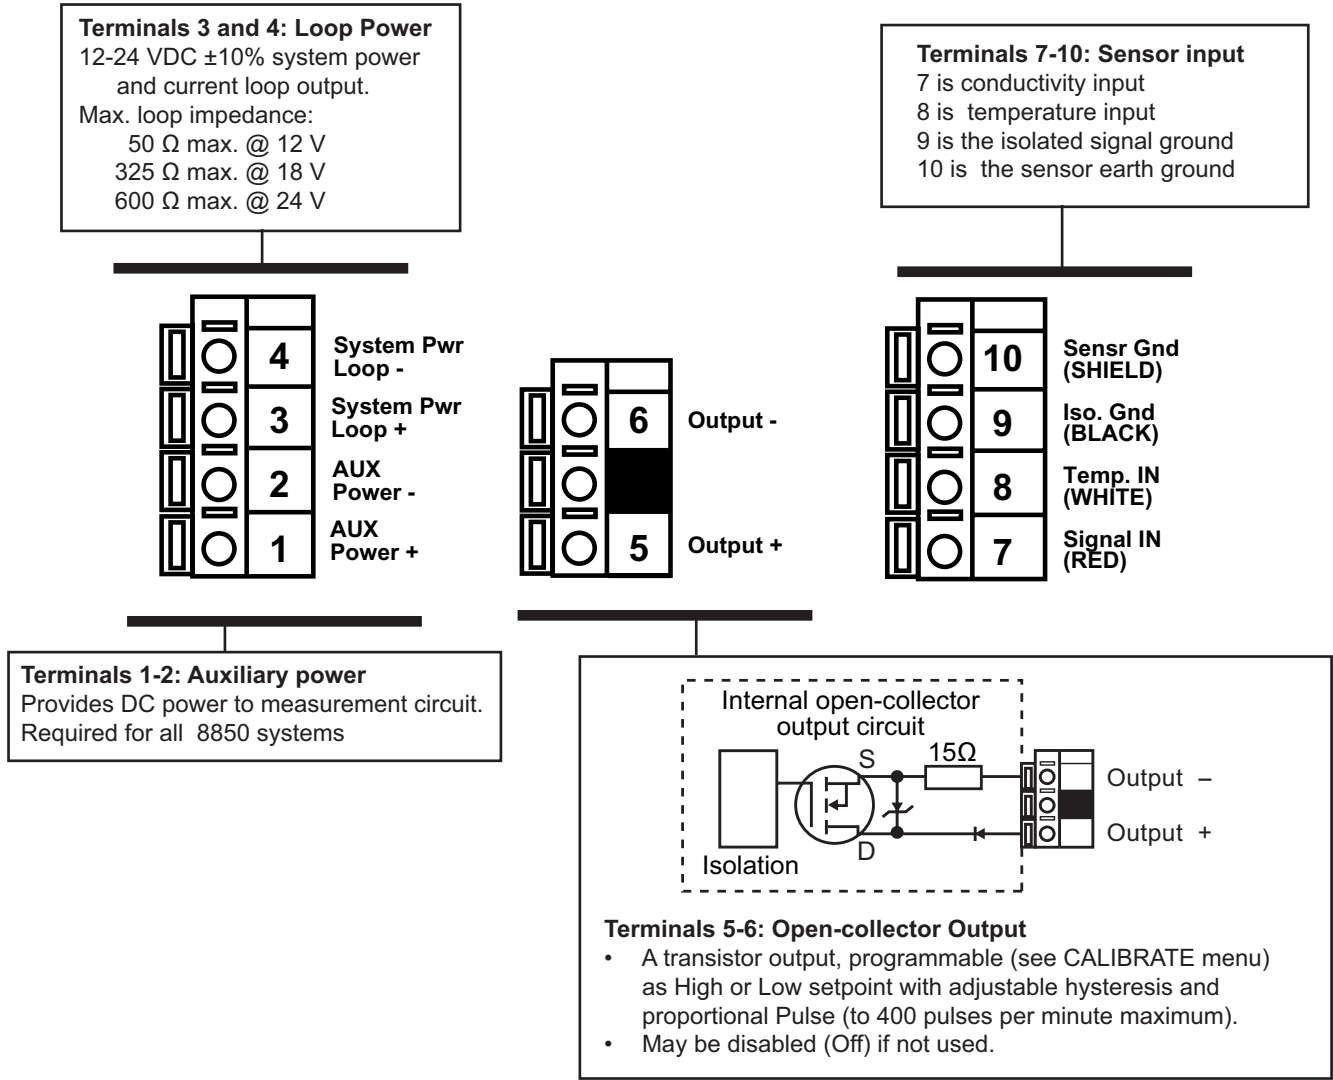 Terminals 3 and 4: Loop Power
12-24 VDC ±10% system power
and current loop output.
Max. loop impedance:
50 Ω max. @ 12 V
325 Ω max. @ 18 V
600 Ω max. @ 24 V
Terminals 7-10: Sensor input
7 is conductivity input
8 is temperature input
9 is the isolated signal ground
10 is the sensor earth ground
4 System Pwr
Loop -
3 System Pwr
Loop +
2 AUX
Power -
1 AUX
Power +
6 Output -
5 Output +
10 Sensr Gnd
(SHIELD)
9 Iso. Gnd
(BLACK)
8 Temp. IN
(WHITE)
7 Signal IN
(RED)
Terminals 1-2: Auxiliary power
Provides DC power to measurement circuit.
Required for all 8850 systems
Internal open-collector
output circuit
S
15Ω
Output –
Output +
D
Isolation
Terminals 5-6: Open-collector Output
• A transistor output, programmable (see CALIBRATE menu)
as High or Low setpoint with adjustable hysteresis and
proportional Pulse (to 400 pulses per minute maximum).
• May be disabled (Off) if not used.